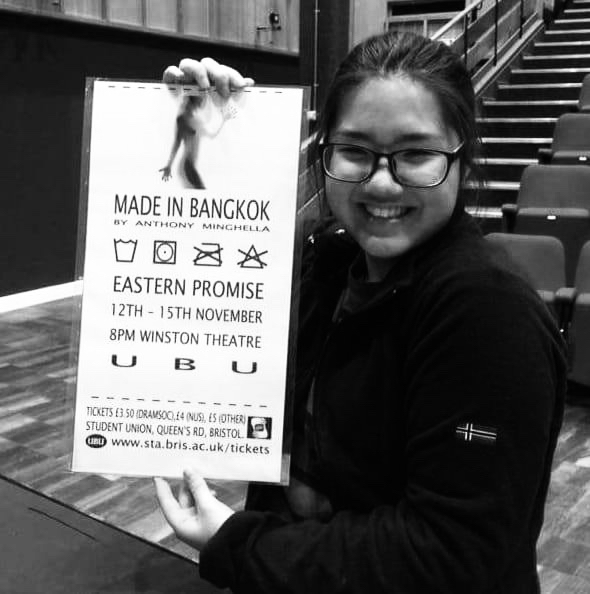 MADE IN BANGKOK
BY ANTHONY MINGHELLA
EASTERN PROMISE
12TH - 15TH NOVEMBER
8PM WINSTON THEATRE
U B U
TICKETS £3.50 (DRAMSOC),£4 (NUS), £5 (OTHER)
STUDENT UNION, QUEEN'S RD, BRISTOL.
UBU www.sta.bris.ac.uk/tickets